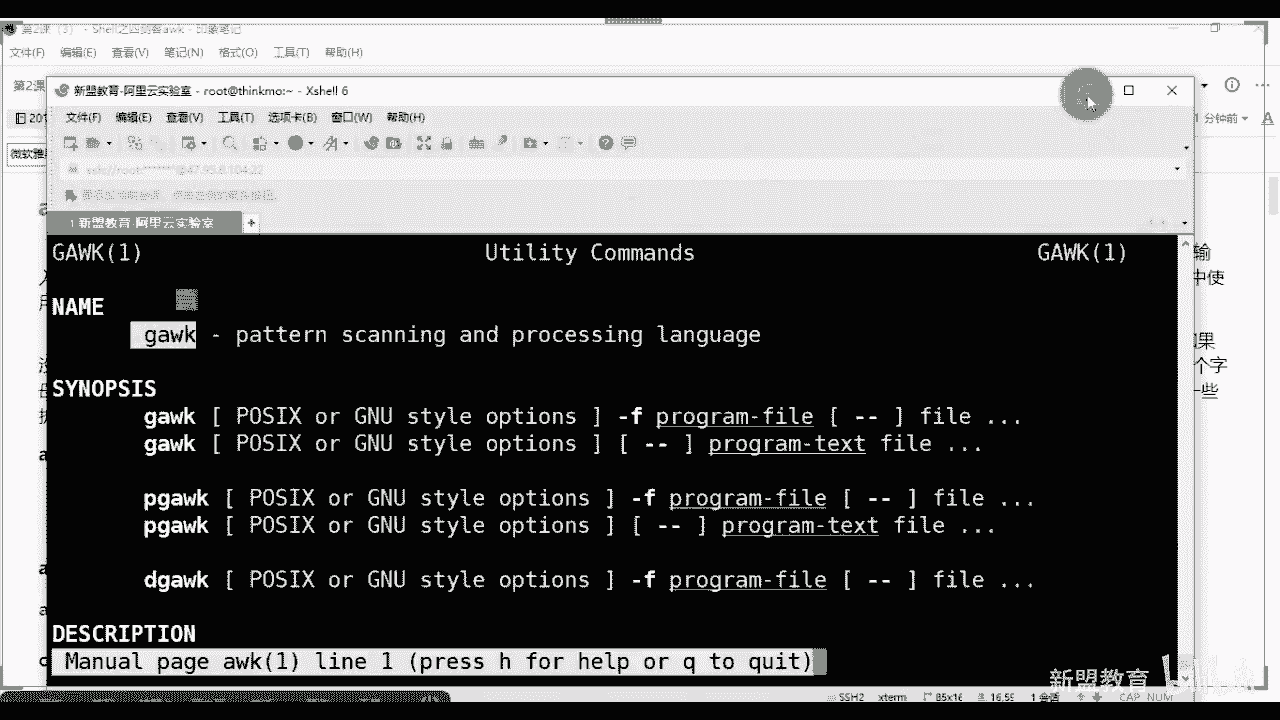 第2课（3）- Shell之四剑客awk - 印象笔记
文件(F) 编辑(E) 查看(V) 笔记(N) 格式(O) 工具(T) 帮助(H)
第2课
新盟教育-阿里云实验室 - root@thinkmo:~ - Xshell 6
文件(F) 编辑(E) 查看(V) 工具(T) 选项卡(B) 窗口(W) 帮助(H)
分钟前
微软雅
1 新盟教育-阿里云实验室
GAWK(1) Utility Commands GAWK(1)
输
中使
NAME
gawk - pattern scanning and processing language
果
个字
SYNOPSIS
一些
gawk [ POSIX or GNU style options ] -f program-file [ -- ] file ...
gawk [ POSIX or GNU style options ] [ -- ] program-text file ...
pgawk [ POSIX or GNU style options ] -f program-file [ -- ] file ...
pgawk [ POSIX or GNU style options ] [ -- ] program-text file ...
dgawk [ POSIX or GNU style options ] -f program-file [ -- ] file ...
DESCRIPTION
Manual page awk(1) line 1 (press h for help or q to quit)
新盟教育
SSH2 xterm 85x16 CAP NUM